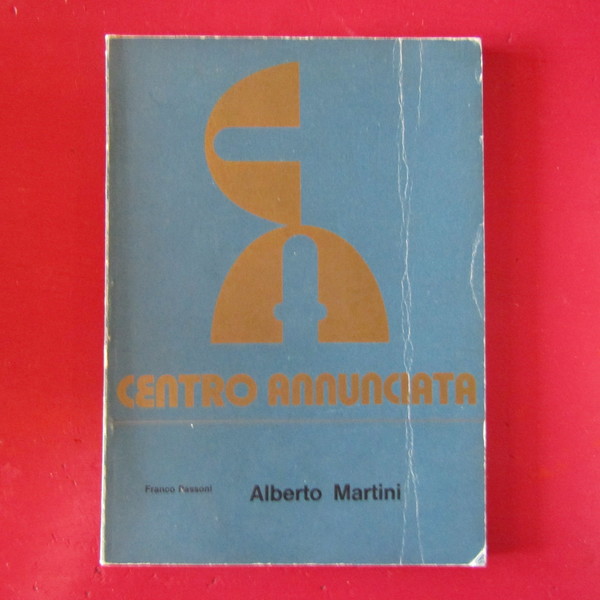 CENTRO ANNUNCIATA
Franco Passoni Alberto Martini